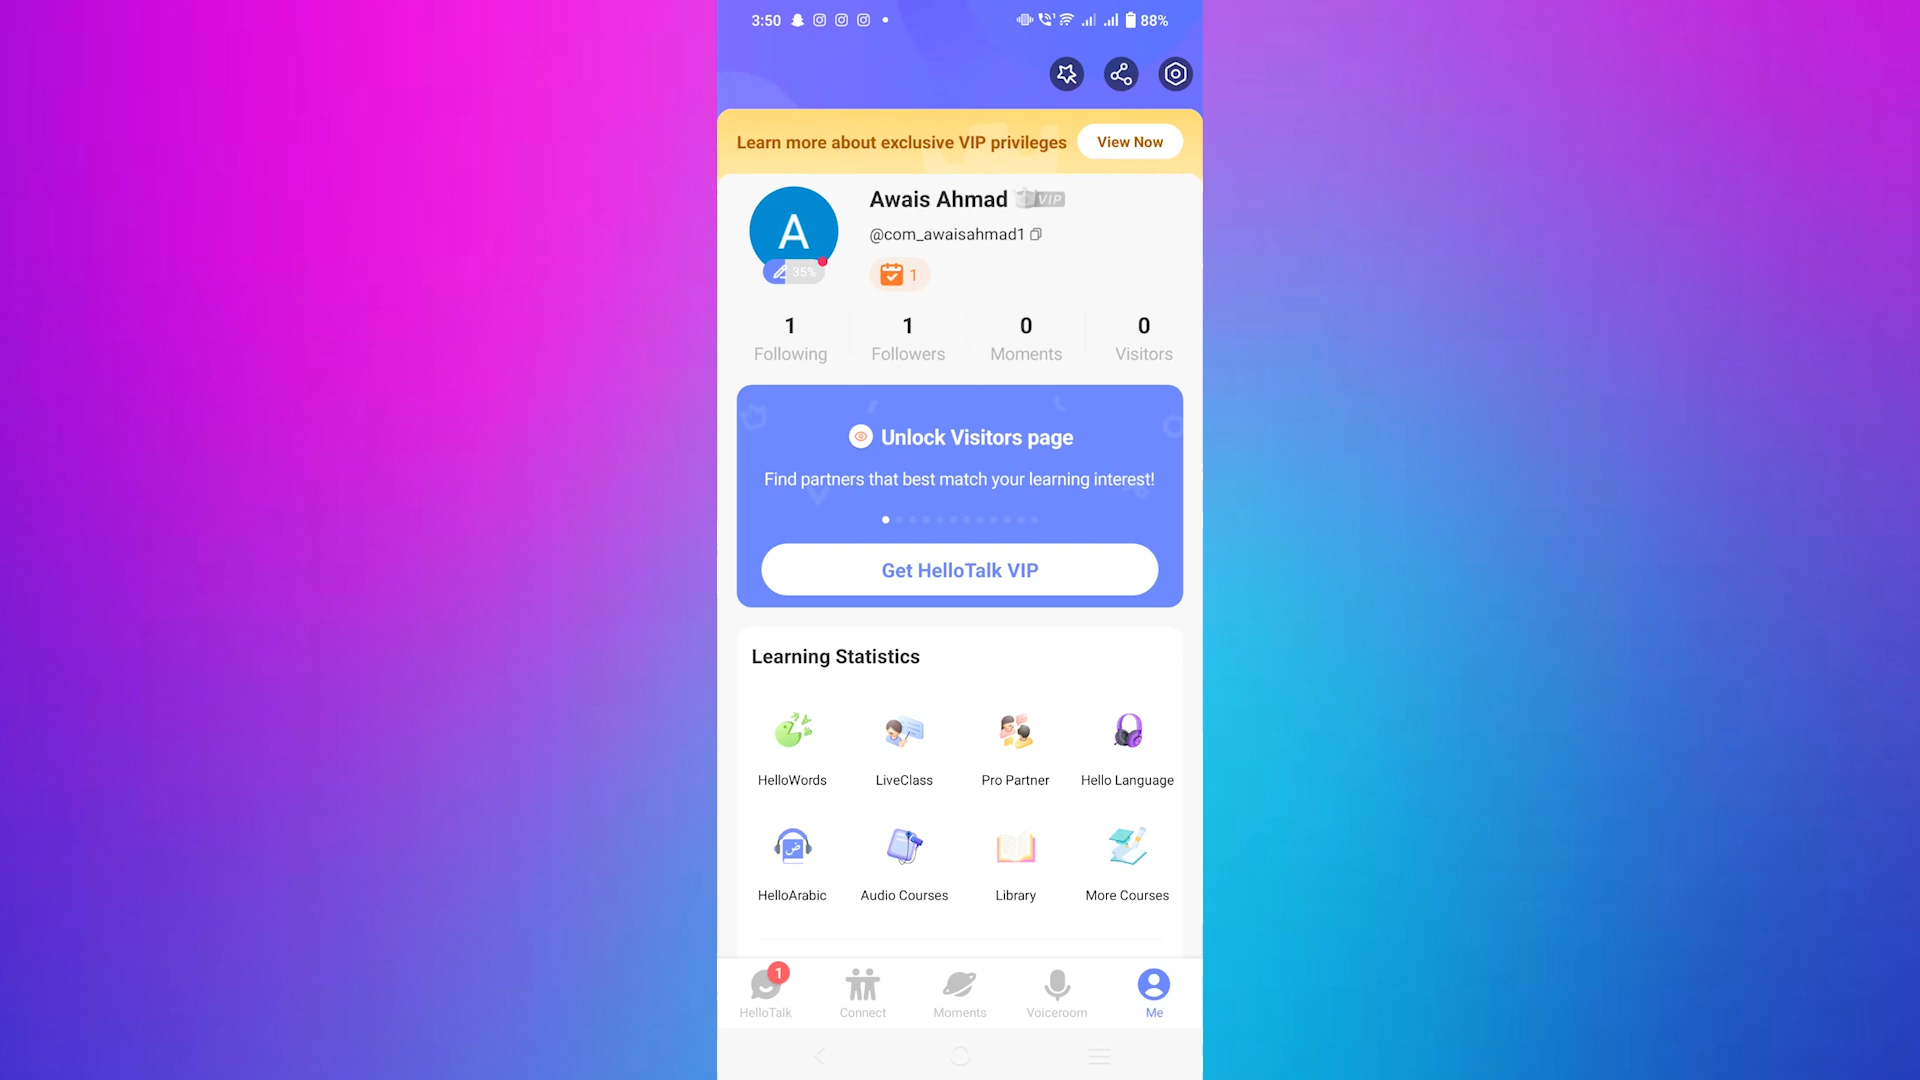 3:50
88%
Learn more about exclusive VIP privileges
View Now
A
Awais Ahmad VIP
@com_awaisahmad1
35%
1
1 1 0 0
Following Followers Moments Visitors
Unlock Visitors page
Find partners that best match your learning interest!
Get HelloTalk VIP
Learning Statistics
HelloWords LiveClass Pro Partner Hello Language
ض
HelloArabic Audio Courses Library More Courses
1
HelloTalk Connect Moments Voiceroom Me